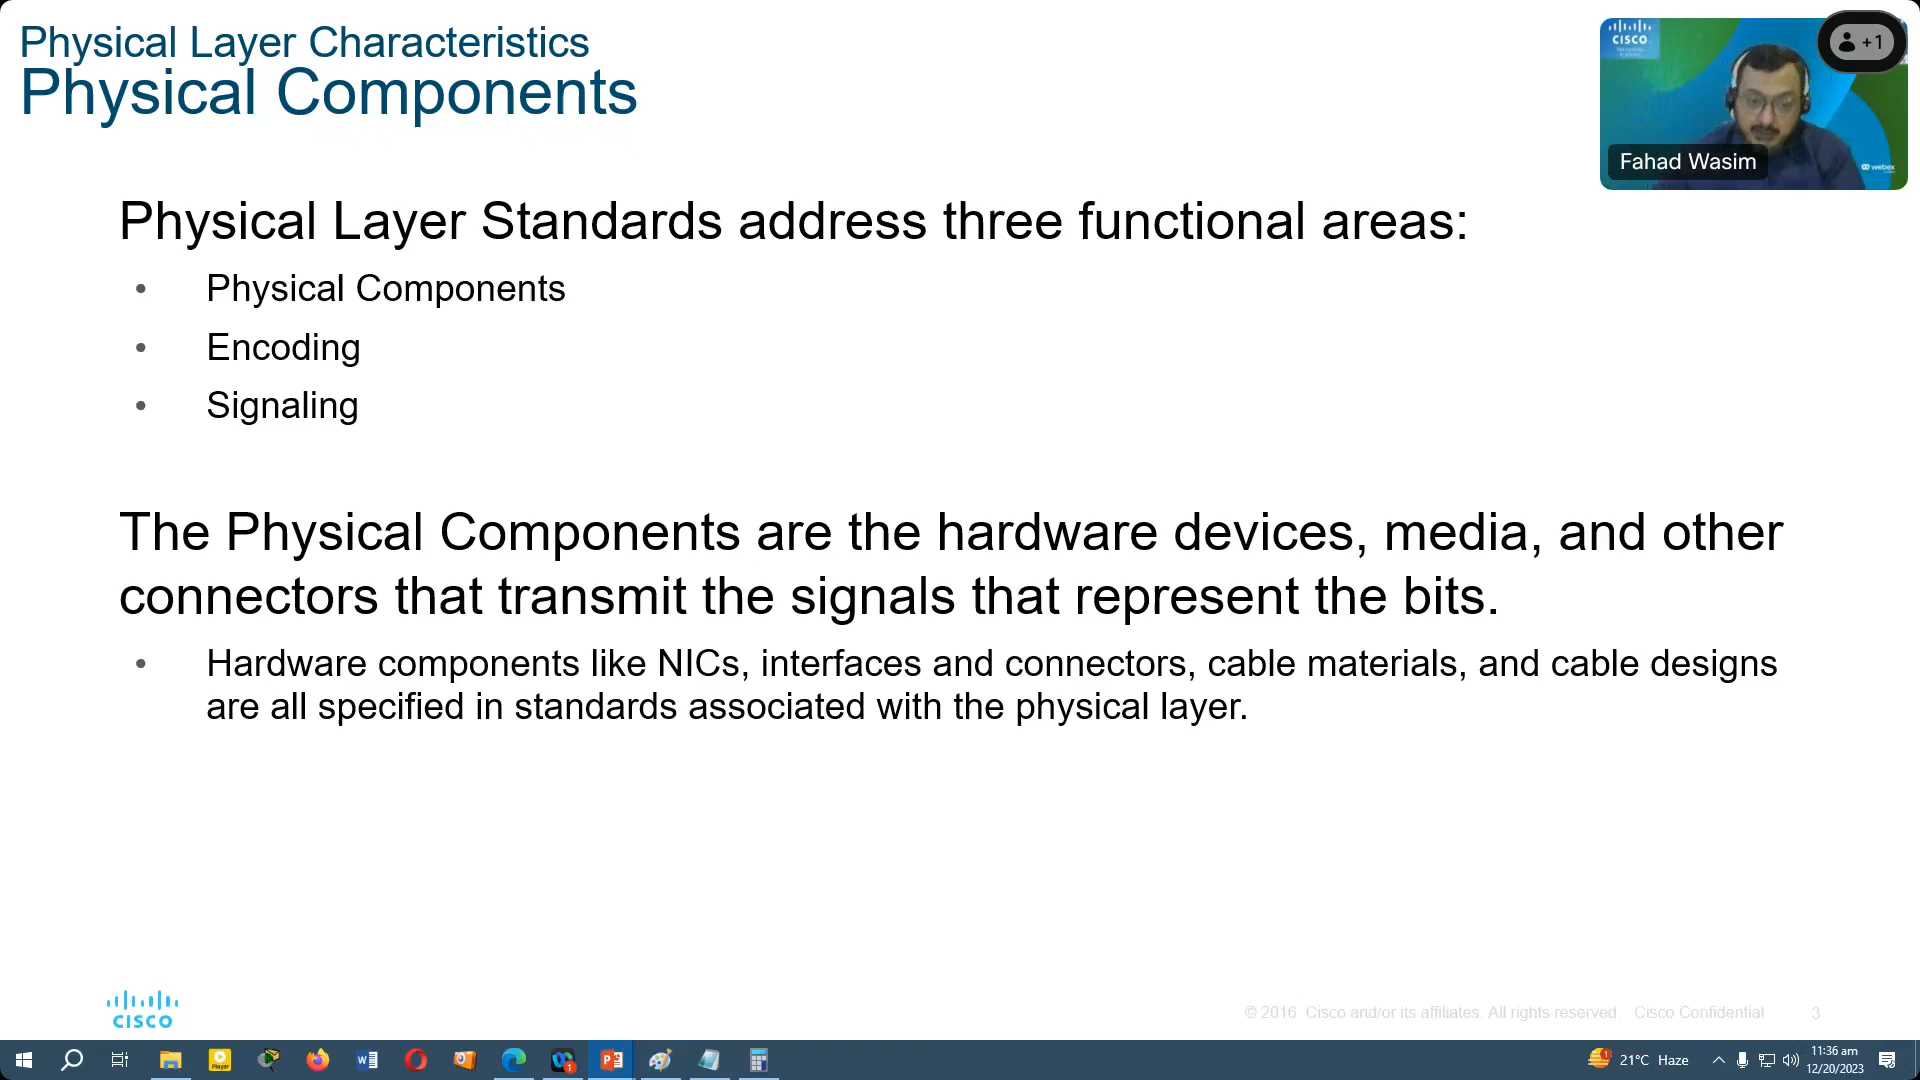 Physical Layer Characteristics
Physical Components
CISCO
+1
Fahad Wasim
webex
Physical Layer Standards address three functional areas:
• Physical Components
• Encoding
• Signaling
The Physical Components are the hardware devices, media, and other
connectors that transmit the signals that represent the bits.
• Hardware components like NICs, interfaces and connectors, cable materials, and cable designs
are all specified in standards associated with the physical layer.
CISCO
© 2016 Cisco and/or its affiliates. All rights reserved. Cisco Confidential 3
21°C Haze
11:36 am
12/20/2023